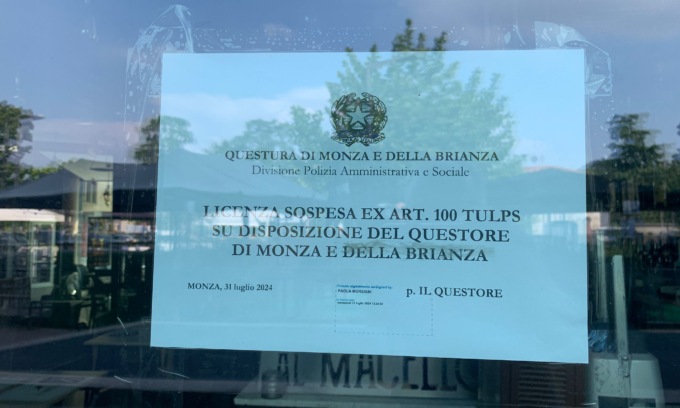 QUESTURA DI MONZA E DELLA BRIANZA
Divisione Polizia Amministrativa e Sociale
LICENZA SOSPESA EX ART. 100 TULPS
SU DISPOSIZIONE DEL QUESTORE
DI MONZA E DELLA BRIANZA
MONZA, 31 luglio 2024
p. IL QUESTORE
AL MACELLO